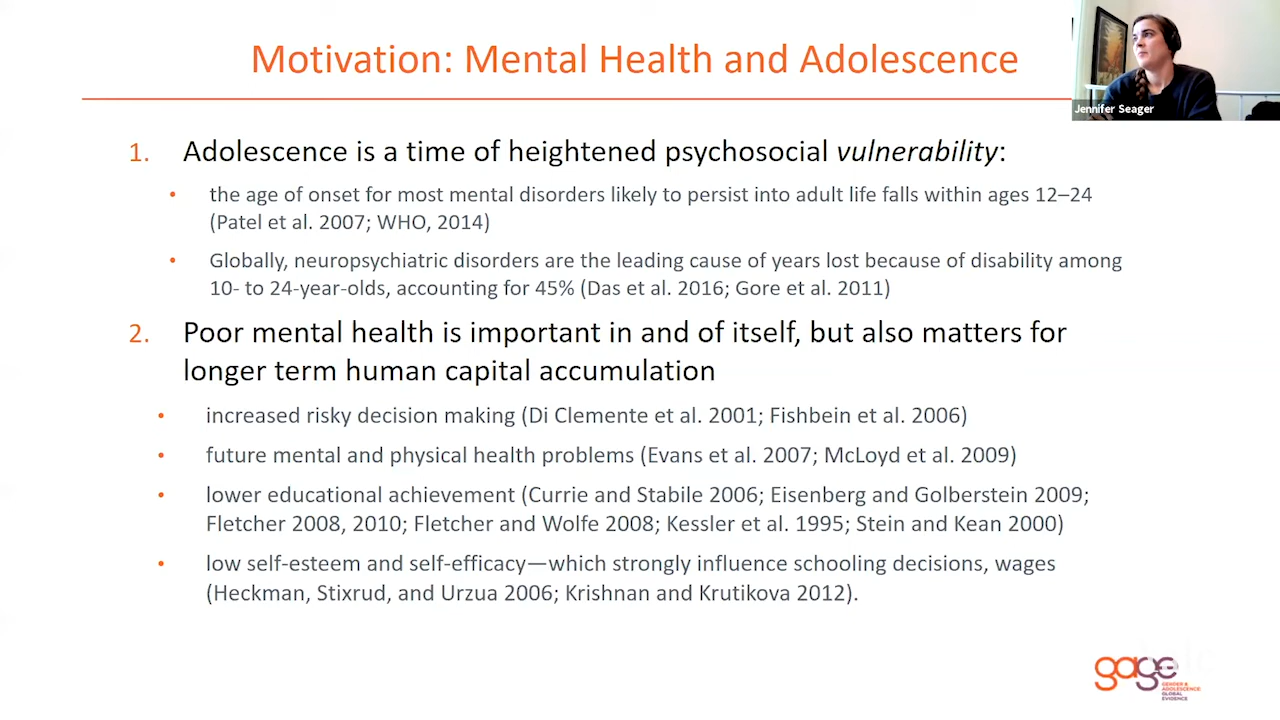 Motivation: Mental Health and Adolescence
Jennifer Seager
1. Adolescence is a time of heightened psychosocial vulnerability:
• the age of onset for most mental disorders likely to persist into adult life falls within ages 12–24
(Patel et al. 2007; WHO, 2014)
• Globally, neuropsychiatric disorders are the leading cause of years lost because of disability among
10- to 24-year-olds, accounting for 45% (Das et al. 2016; Gore et al. 2011)
2. Poor mental health is important in and of itself, but also matters for
longer term human capital accumulation
• increased risky decision making (Di Clemente et al. 2001; Fishbein et al. 2006)
• future mental and physical health problems (Evans et al. 2007; McLoyd et al. 2009)
• lower educational achievement (Currie and Stabile 2006; Eisenberg and Golberstein 2009;
Fletcher 2008, 2010; Fletcher and Wolfe 2008; Kessler et al. 1995; Stein and Kean 2000)
• low self-esteem and self-efficacy—which strongly influence schooling decisions, wages
(Heckman, Stixrud, and Urzua 2006; Krishnan and Krutikova 2012).
gage
GENDER &
ADOLESCENCE
GLOBAL
EVIDENCE